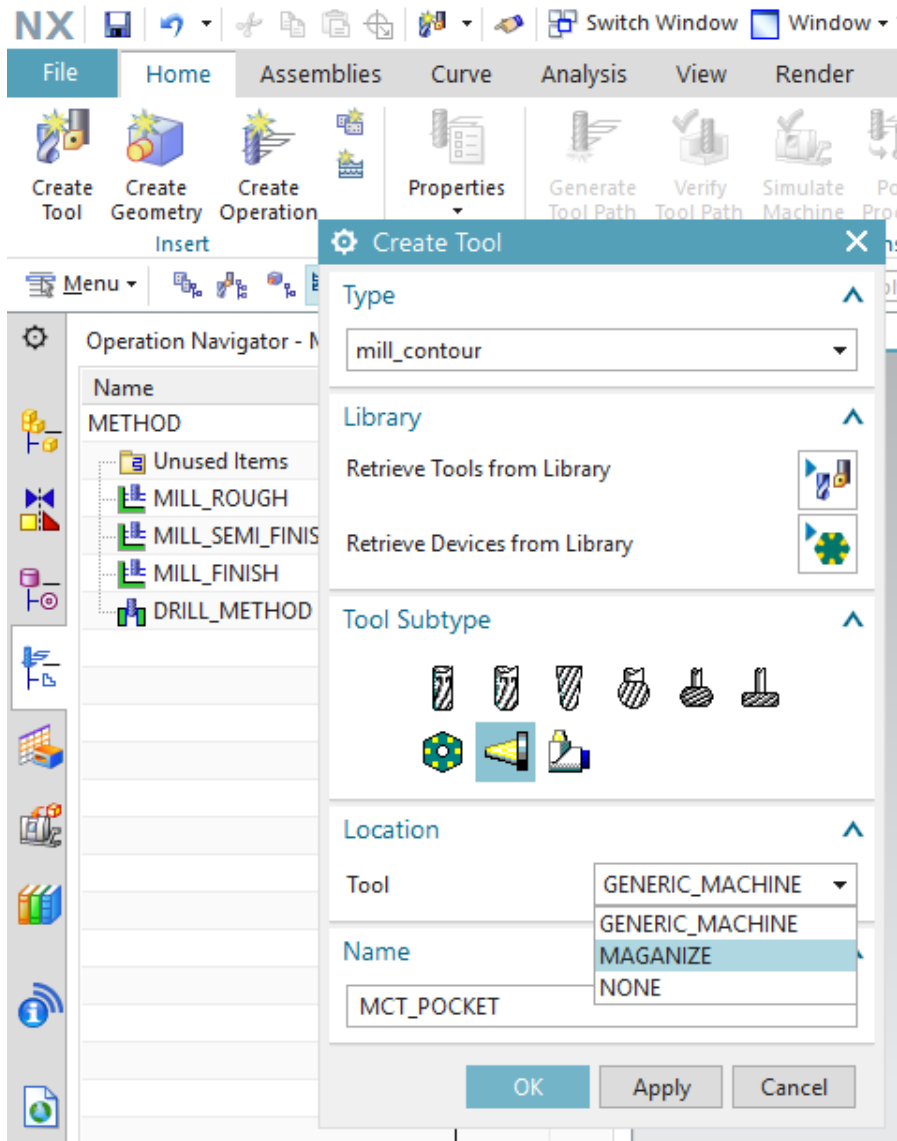 NX Switch Window Window
File Home Assemblies Curve Analysis View Render
Create Tool Create Geometry Create Operation Properties Generate Tool Path Verify Tool Path Simulate Machine
Insert
Create Tool
Menu
Type
Operation Navigator - M
mill_contour
Name
METHOD
Library
Unused Items
Retrieve Tools from Library
MILL_ROUGH
MILL_SEMI_FINIS
Retrieve Devices from Library
MILL_FINISH
DRILL_METHOD
Tool Subtype
Location
Tool GENERIC_MACHINE
GENERIC_MACHINE
Name
MAGANIZE
NONE
MCT_POCKET
OK Apply Cancel